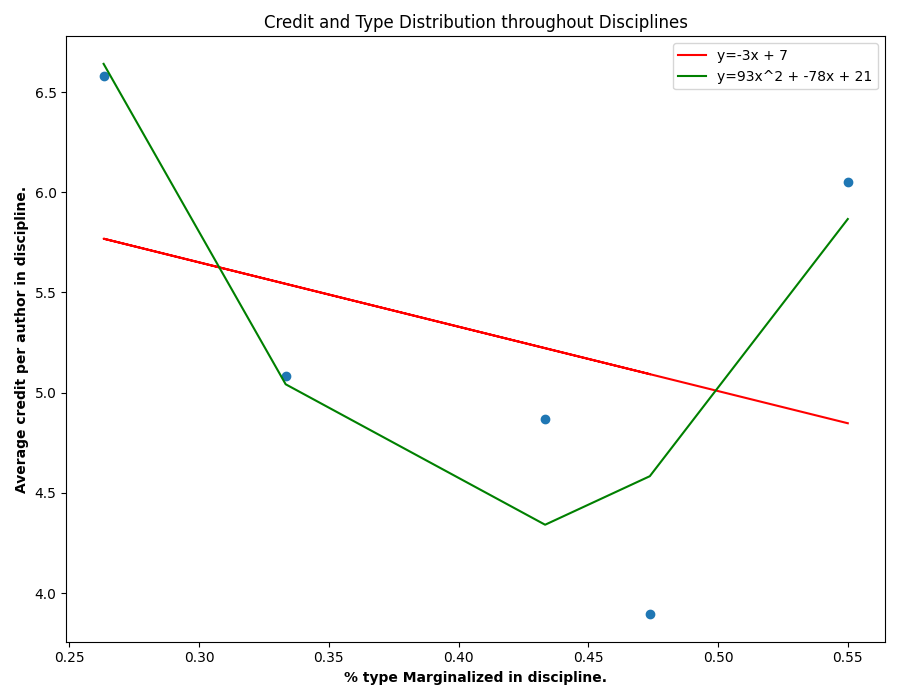 Credit and Type Distribution throughout Disciplines
y=-3x + 7
y=93x^2 + -78x + 21
Average credit per author in discipline.
6.5
6.0
5.5
5.0
4.5
4.0
0.25 0.30 0.35 0.40 0.45 0.50 0.55
% type Marginalized in discipline.